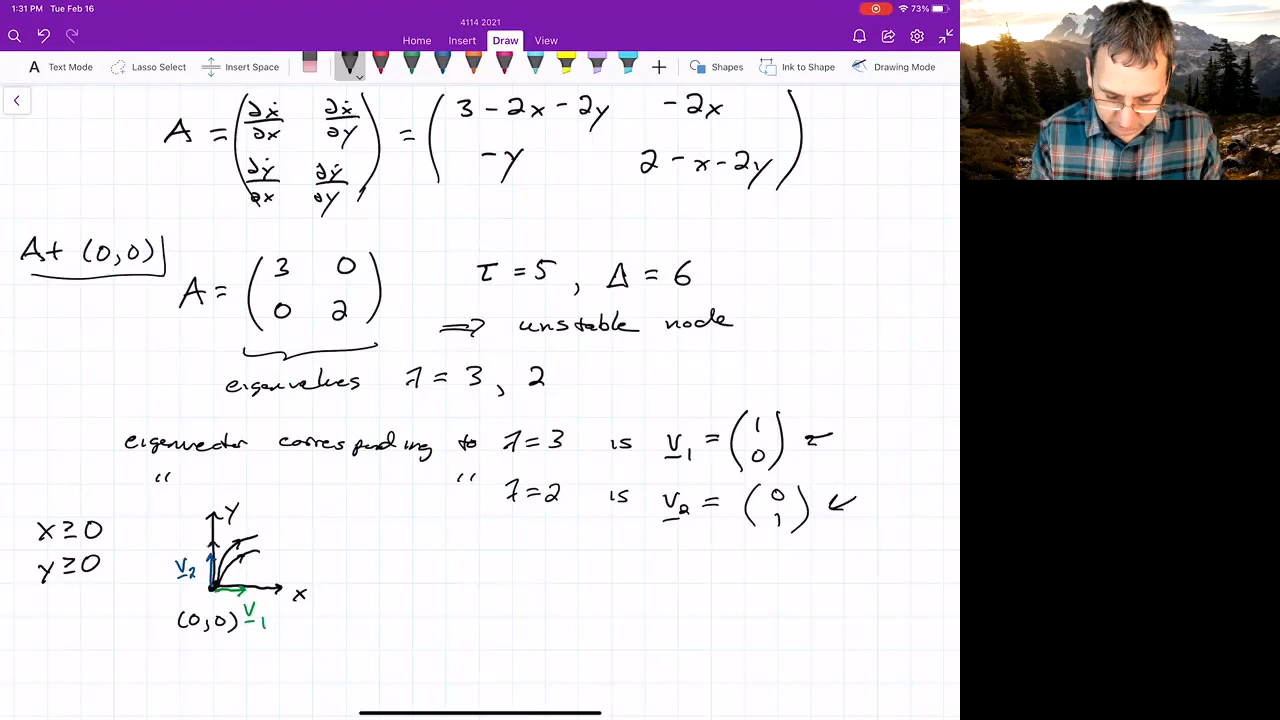 1:31 PM Tue Feb 16
73%
4114 2021
Home Insert Draw View
Text Mode Lasso Select Insert Space Shapes Ink to Shape Drawing Mode
A = (∂ẋ/∂x ∂ẋ/∂y) = (3 - 2x - 2y -2x)
(∂ẏ/∂x ∂ẏ/∂y) (-y 2 - x - 2y)
At (0,0)
A = (3 0) τ = 5, Δ = 6
(0 2) ⟹ unstable node
eigenvalues λ = 3, 2
eigenvector corresponding to λ = 3 is v₁ = (1 0)
“ “ λ = 2 is v₂ = (0 1)
x ≥ 0
y ≥ 0
y
v₂
x
(0,0) v₁